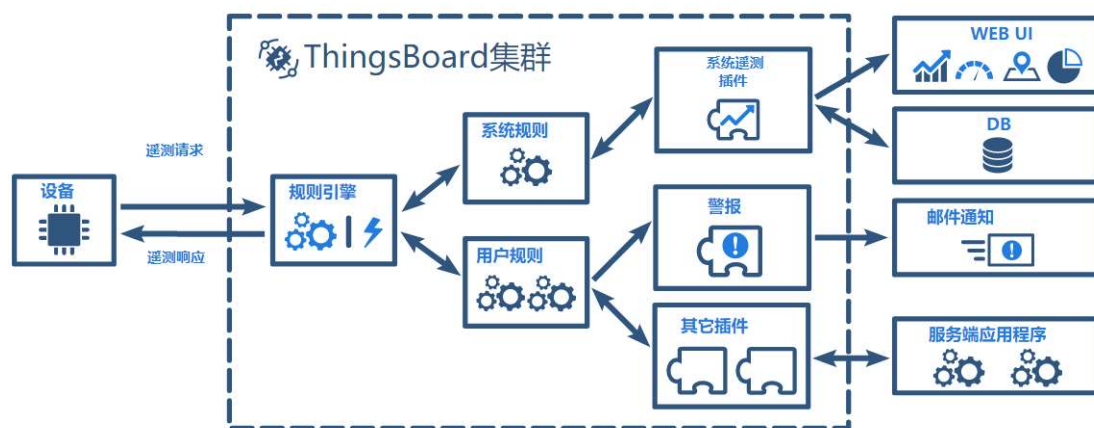 ThingsBoard集群
遥测请求
设备
遥测响应
规则引擎
系统规则
用户规则
系统遥测
插件
警报
其它插件
WEB UI
DB
邮件通知
服务端应用程序